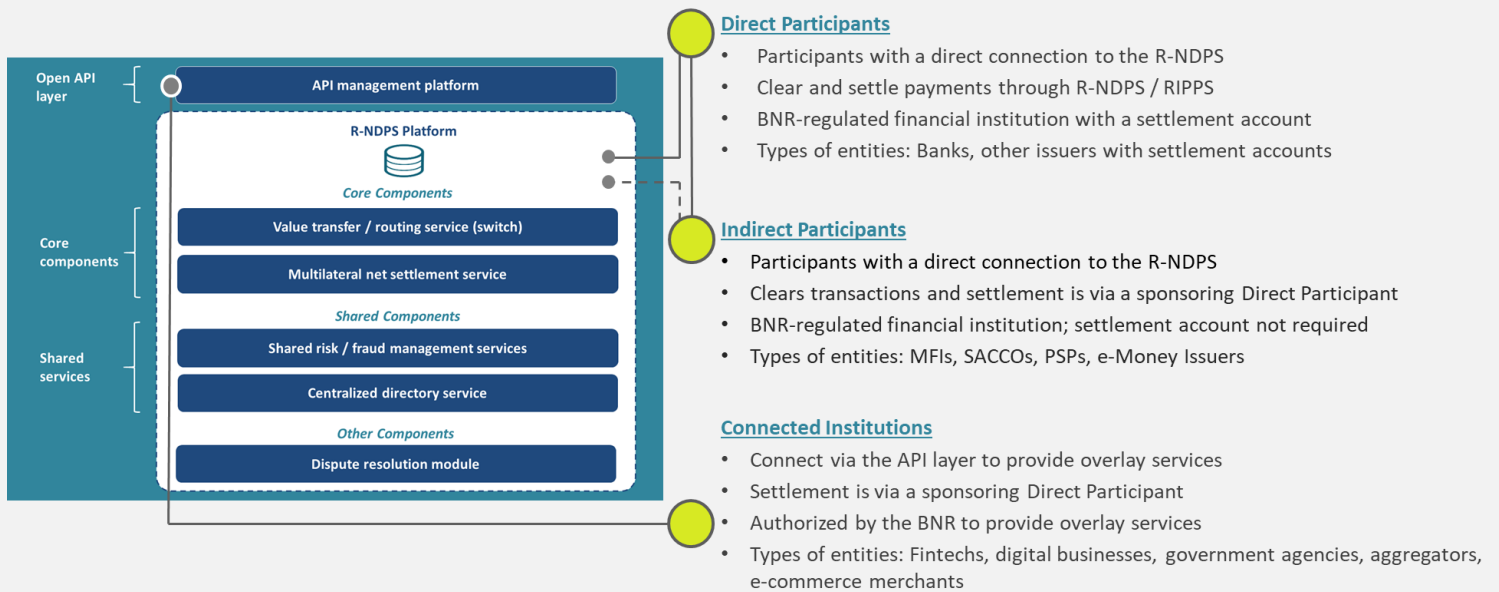 Open API
layer
API management platform
R-NDPS Platform
Core Components
Core
components
Value transfer / routing service (switch)
Multilateral net settlement service
Shared Components
Shared
services
Shared risk / fraud management services
Centralized directory service
Other Components
Dispute resolution module
Direct Participants
• Participants with a direct connection to the R-NDPS
• Clear and settle payments through R-NDPS / RIPPS
• BNR-regulated financial institution with a settlement account
• Types of entities: Banks, other issuers with settlement accounts
Indirect Participants
• Participants with a direct connection to the R-NDPS
• Clears transactions and settlement is via a sponsoring Direct Participant
• BNR-regulated financial institution; settlement account not required
• Types of entities: MFIs, SACCOs, PSPs, e-Money Issuers
Connected Institutions
• Connect via the API layer to provide overlay services
• Settlement is via a sponsoring Direct Participant
• Authorized by the BNR to provide overlay services
• Types of entities: Fintechs, digital businesses, government agencies, aggregators,
e-commerce merchants